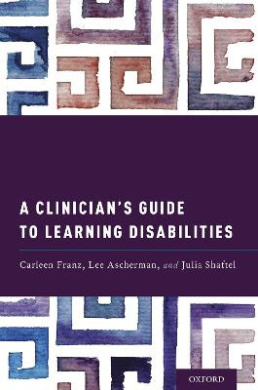 A CLINICIAN'S GUIDE
TO LEARNING DISABILITIES
Carleen Franz, Lee Ascherman, and Julia Shaftel
OXFORD